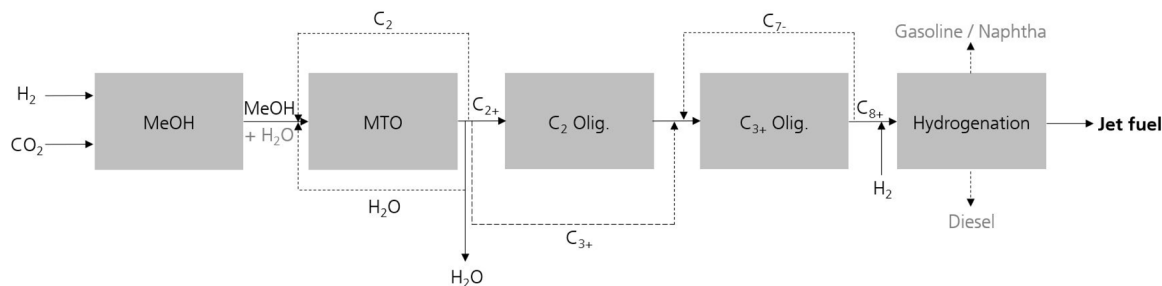 C₂
C₇₋
Gasoline / Naphtha
H₂
CO₂
MeOH
MeOH
+ H₂O
MTO
C₂₊
C₂ Olig.
C₃₊ Olig.
C₈₊
Hydrogenation
Jet fuel
H₂O
H₂
C₃₊
Diesel
H₂O